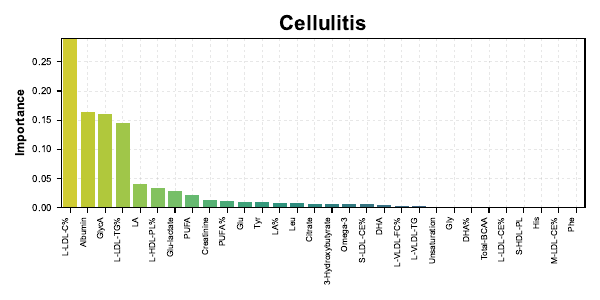 Cellulitis
Importance
0.25
0.20
0.15
0.10
0.05
0.00
L-LDL-C%
Albumin
GlycA
L-LDL-TG%
LA
L-HDL-PL%
Glu-lactate
PUFA
Creatinine
PUFA%
Glu
Tyr
LA%
Leu
Citrate
3-Hydroxybutyrate
Omega-3
S-LDL-CE%
DHA
L-VLDL-FC%
L-VLDL-TG
Unsaturation
Gly
DHA%
Total-BCAA
L-LDL-CE%
S-HDL-PL
His
M-LDL-CE%
Phe